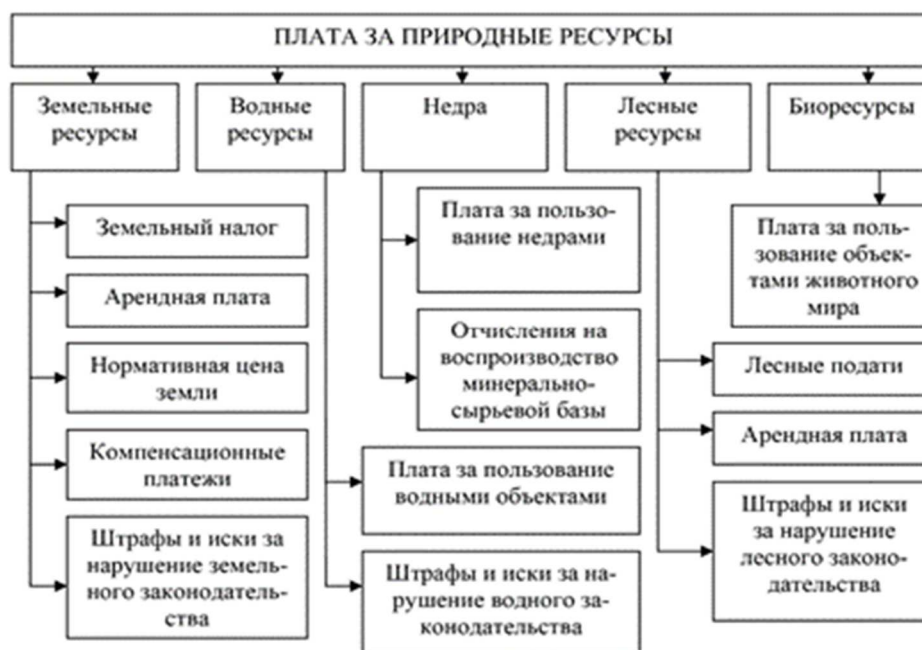 ПЛАТА ЗА ПРИРОДНЫЕ РЕСУРСЫ
Земельные
ресурсы
Водные
ресурсы
Недра
Лесные
ресурсы
Биоресурсы
Земельный налог
Арендная плата
Нормативная цена
земли
Компенсационные
платежи
Штрафы и иски за
нарушение земель-
ного законодатель-
ства
Плата за пользование
водными объектами
Штрафы и иски за на-
рушение водного за-
конодательства
Плата за пользо-
вание недрами
Отчисления на
воспроизводство
минерально-
сырьевой базы
Лесные подати
Арендная плата
Штрафы и иски
за нарушение
лесного законо-
дательства
Плата за поль-
зование объек-
тами животного
мира